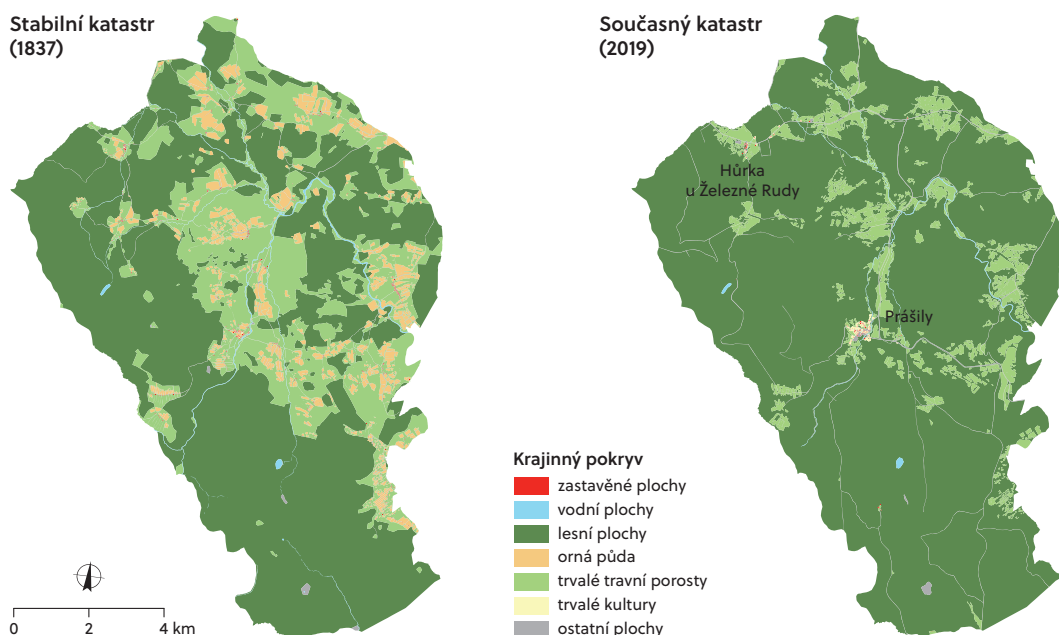 Stabilní katastr
(1837)
Současný katastr
(2019)
Hůrka
u Železné Rudy
Prášily
Krajinný pokryv
zastavěné plochy
vodní plochy
lesní plochy
orná půda
trvalé travní porosty
trvalé kultury
ostatní plochy
0 2 4 km